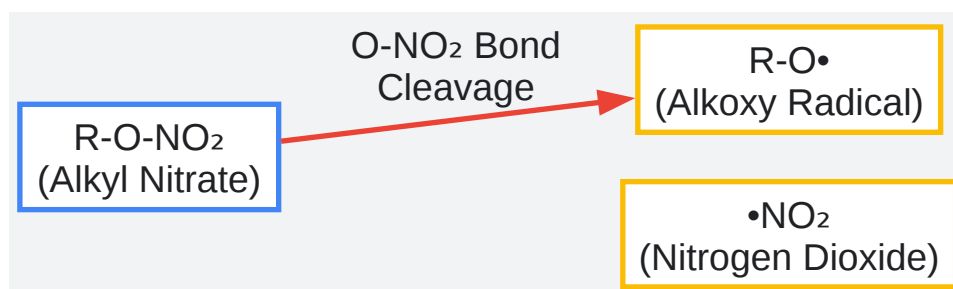 O-NO₂ Bond
Cleavage
R-O-NO₂
(Alkyl Nitrate)
R-O•
(Alkoxy Radical)
•NO₂
(Nitrogen Dioxide)